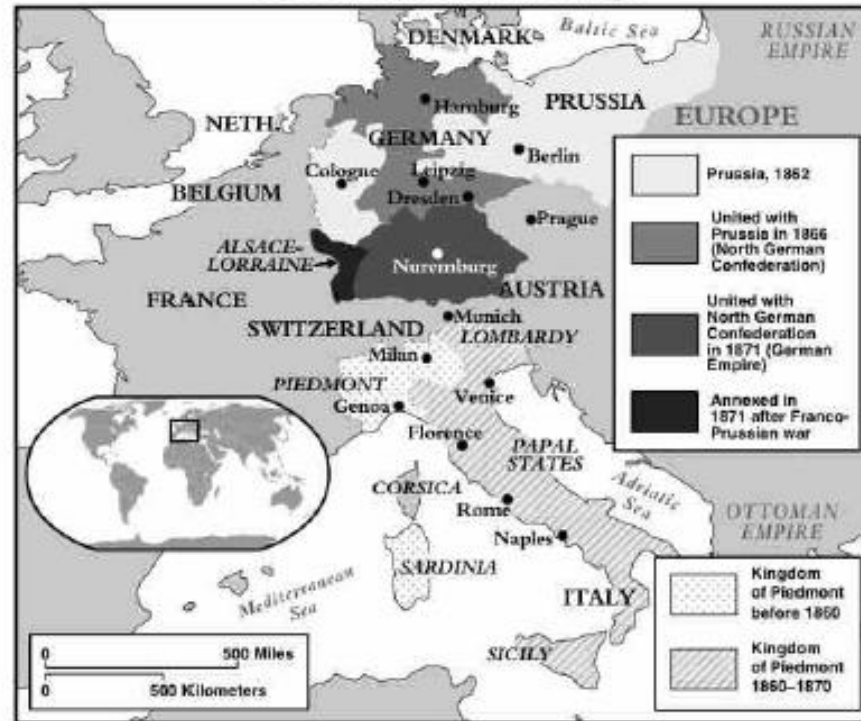 DENMARK
Baltic Sea
RUSSIAN
EMPIRE
Hamburg
PRUSSIA
NETH.
GERMANY
EUROPE
Berlin
Cologne
Leipzig
BELGIUM
Dresden
Prague
ALSACE-
LORRAINE
Nuremburg
FRANCE
AUSTRIA
Munich
SWITZERLAND
LOMBARDY
Milan
PIEDMONT
Venice
Genoa
Florence
PAPAL
STATES
CORSICA
Adriatic
Sea
Rome
OTTOMAN
EMPIRE
Naples
SARDINIA
Mediterranean
Sea
ITALY
SICILY
Prussia, 1862
United with
Prussia in 1866
(North German
Confederation)
United with
North German
Confederation
in 1871 (German
Empire)
Annexed in
1871 after Franco-
Prussian war
Kingdom
of Piedmont
before 1860
Kingdom
of Piedmont
1860–1870
0 500 Miles
0 500 Kilometers